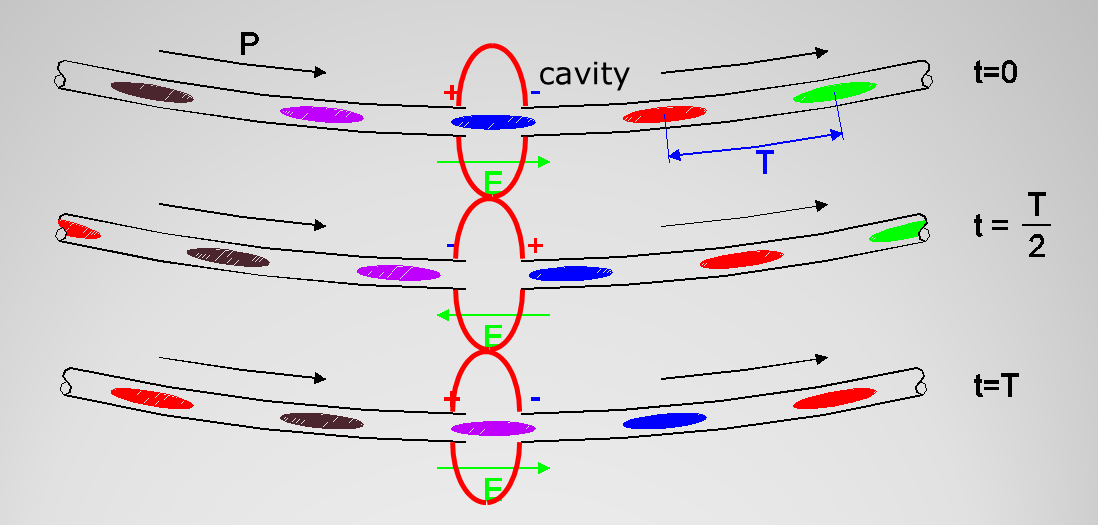 P
cavity
+ -
t=0
T
E
- +
t = T/2
E
t=T
+ -
E